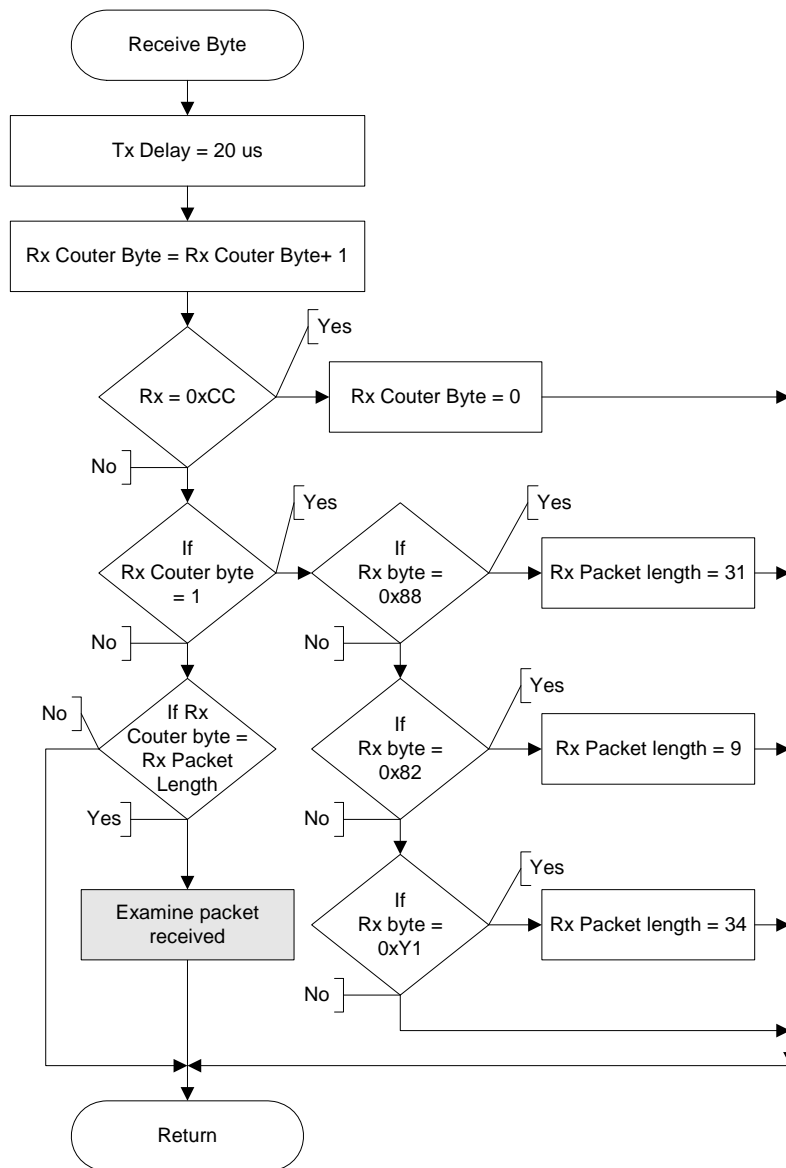 Receive Byte
Tx Delay = 20 us
Rx Couter Byte = Rx Couter Byte+ 1
Yes
Rx = 0xCC
Rx Couter Byte = 0
No
Yes
Yes
If
Rx Couter byte
= 1
If
Rx byte =
0x88
Rx Packet length = 31
No
No
Yes
No
If Rx
Couter byte =
Rx Packet
Length
If
Rx byte =
0x82
Rx Packet length = 9
Yes
No
Yes
Examine packet
received
If
Rx byte =
0xY1
Rx Packet length = 34
No
Return